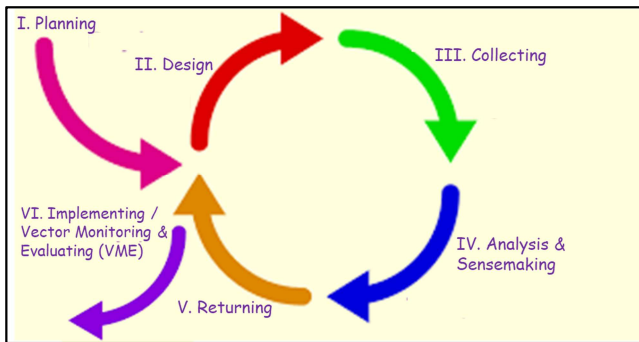 I. Planning
II. Design
III. Collecting
IV. Analysis &
Sensemaking
V. Returning
VI. Implementing /
Vector Monitoring &
Evaluating (VME)